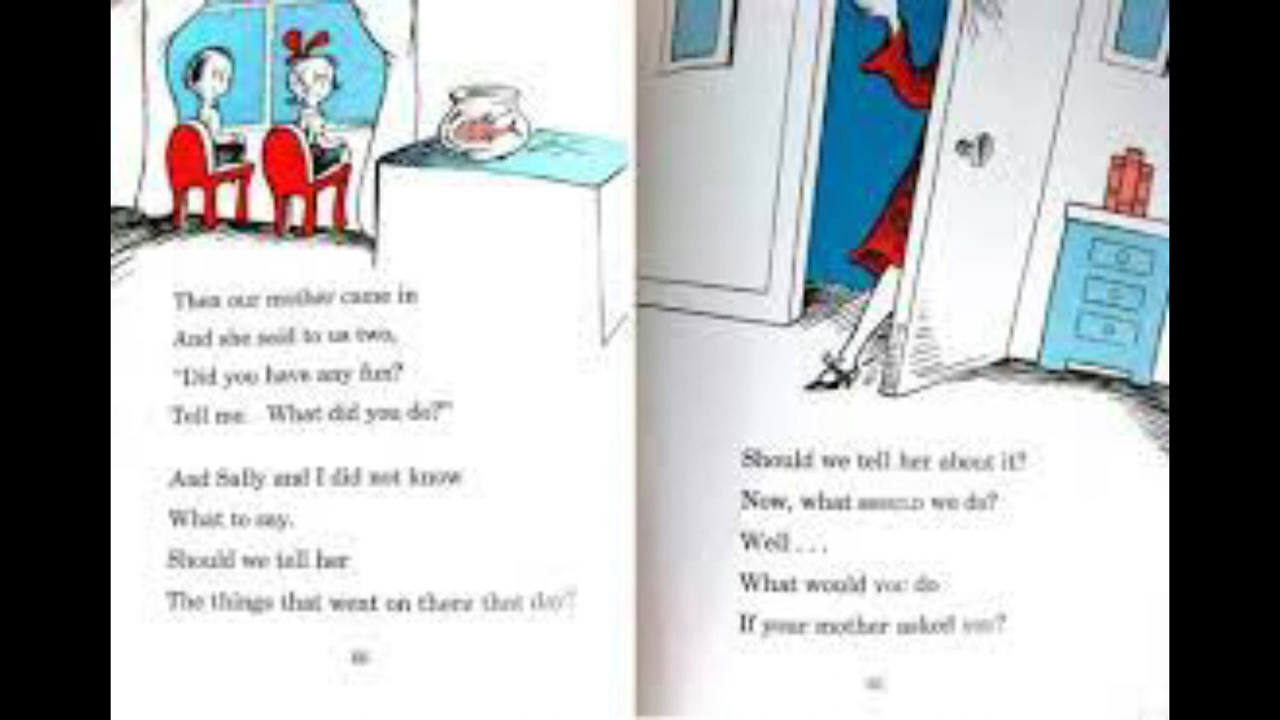 Then our mother came in
And she said to us two,
"Did you have any fun?
Tell me. What did you do?"
And Sally and I did not know
What to say.
Should we tell her
The things that went on there that day?
Should we tell her about it?
Now, what SHOULD we do?
Well . . .
What would YOU do
If your mother asked YOU?